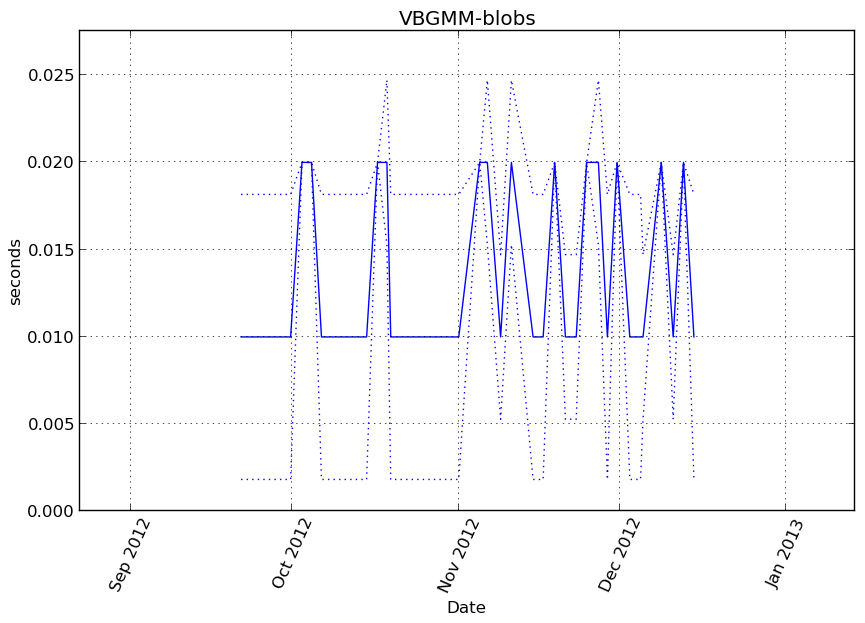 VBGMM-blobs
0.025
0.020
0.015
0.010
0.005
0.000
seconds
Sep 2012
Oct 2012
Nov 2012
Dec 2012
Jan 2013
Date